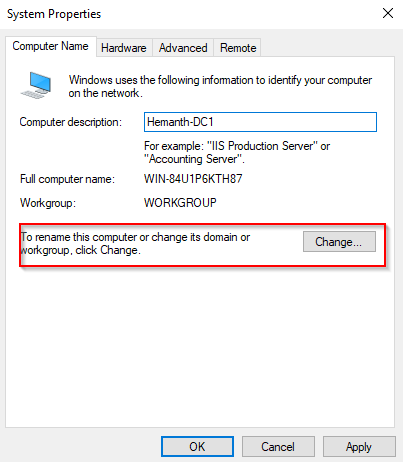 System Properties
Computer Name Hardware Advanced Remote
Windows uses the following information to identify your computer
on the network.
Computer description: Hemanth-DC1
For example: "IIS Production Server" or
"Accounting Server".
Full computer name: WIN-84U1P6KTH87
Workgroup: WORKGROUP
To rename this computer or change its domain or
workgroup, click Change.
Change...
OK Cancel Apply